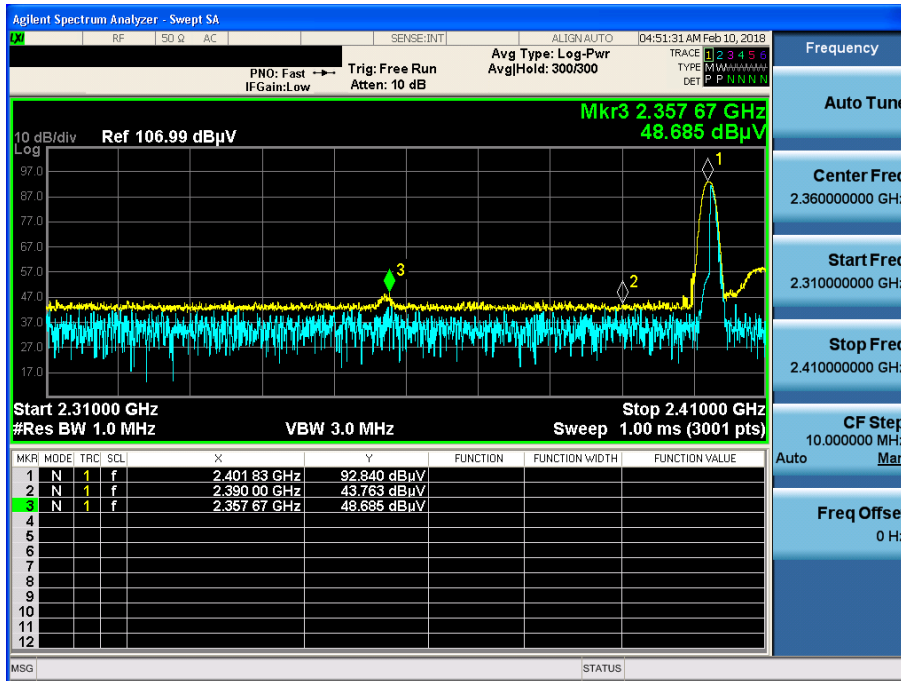 Agilent Spectrum Analyzer - Swept SA
LXI RF 50 Ω AC SENSE:INT ALIGN AUTO 04:51:31 AM Feb 10, 2018
Frequency
PNO: Fast Trig: Free Run Avg Type: Log-Pwr TRACE 1 2 3 4 5 6
IFGain:Low Atten: 10 dB Avg|Hold: 300/300 TYPE M W W W W W
DET P P N N N N
Auto Tune
Mkr3 2.357 67 GHz
10 dB/div Ref 106.99 dBµV 48.685 dBµV
Log
97.0
87.0
77.0
67.0
57.0
47.0
37.0
27.0
17.0
1
2
3
Center Freq
2.360000000 GHz
Start Freq
2.310000000 GHz
Stop Freq
2.410000000 GHz
Start 2.31000 GHz Stop 2.41000 GHz
#Res BW 1.0 MHz VBW 3.0 MHz Sweep 1.00 ms (3001 pts)
CF Step
10.000000 MHz
Auto Man
MKR MODE TRC SCL X Y FUNCTION FUNCTION WIDTH FUNCTION VALUE
1 N 1 f 2.401 83 GHz 92.840 dBµV
2 N 1 f 2.390 00 GHz 43.763 dBµV
3 N 1 f 2.357 67 GHz 48.685 dBµV
4
5
6
7
8
9
10
11
12
Freq Offset
0 Hz
MSG STATUS